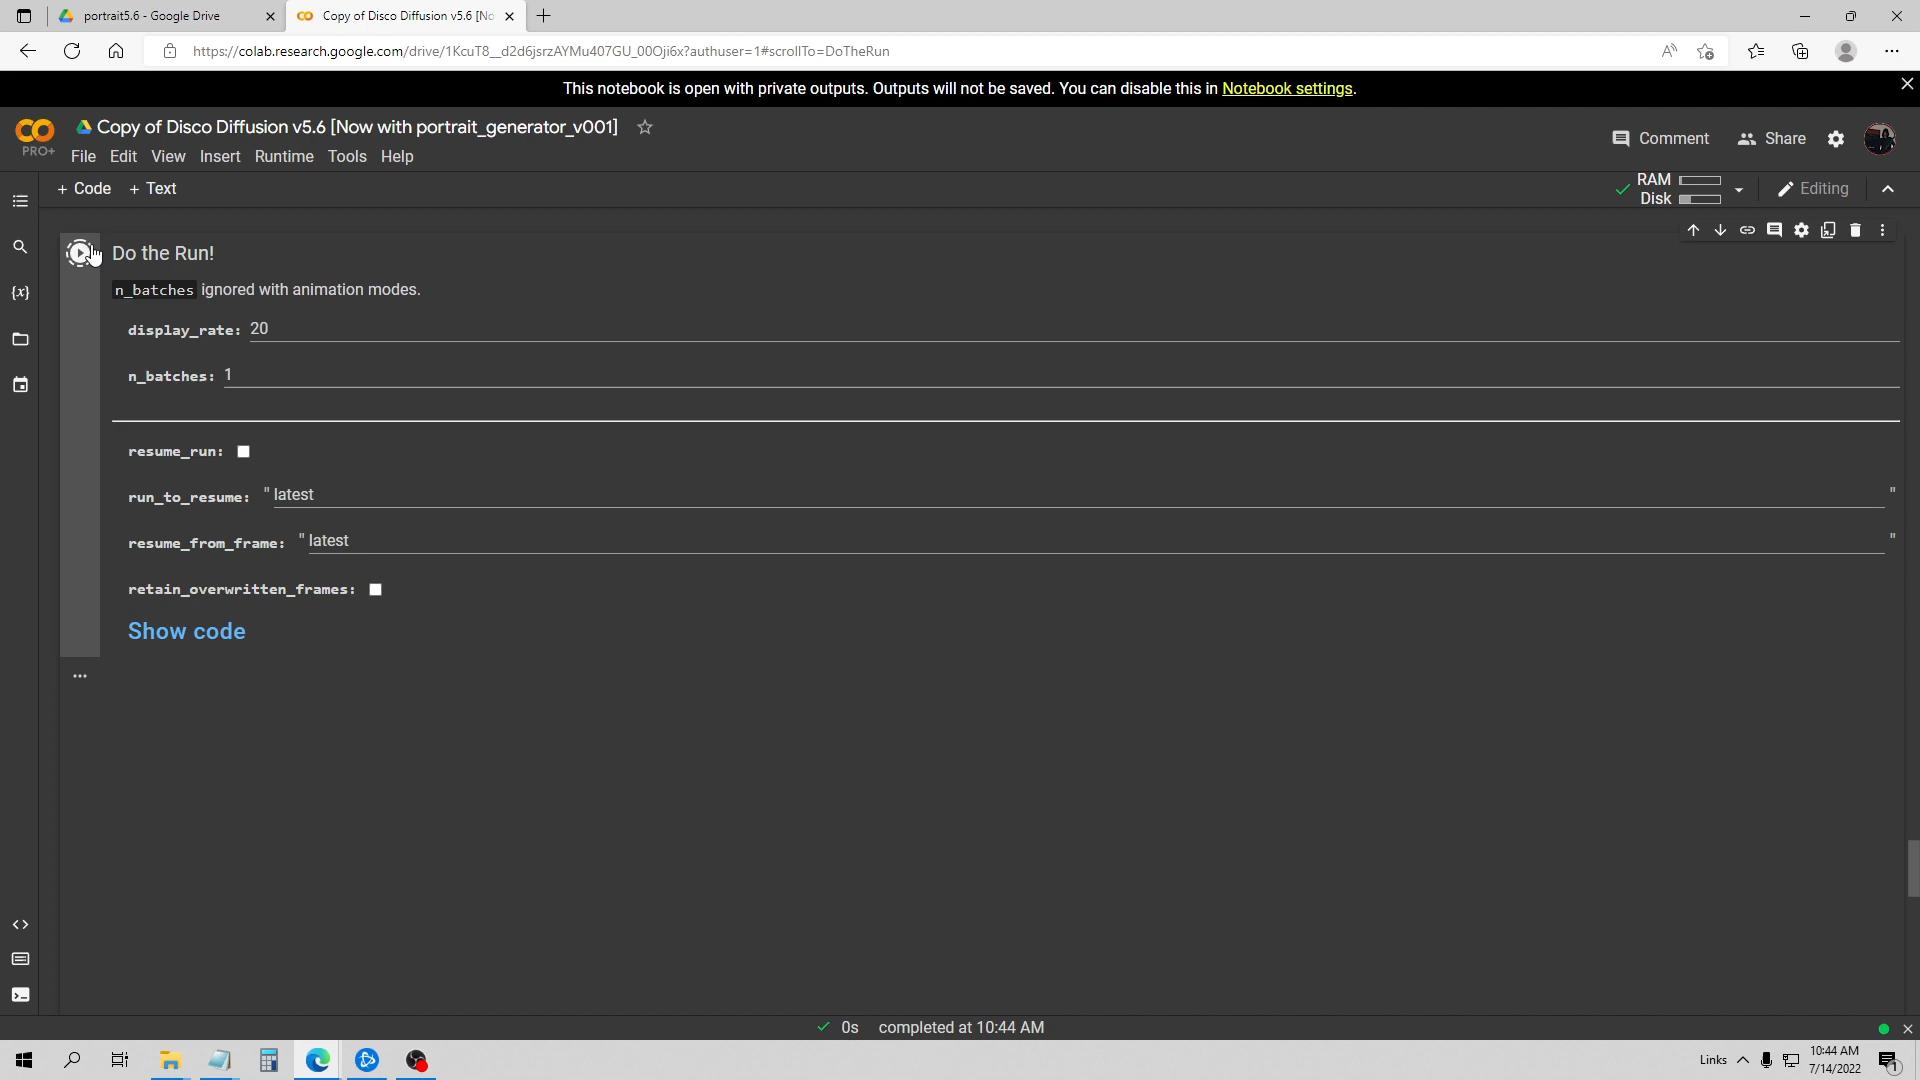 portrait5.6 - Google Drive
Copy of Disco Diffusion v5.6 [No
https://colab.research.google.com/drive/1KcuT8__d2d6jsrzAYMu407GU_00Oji6x?authuser=1#scrollTo=DoTheRun
This notebook is open with private outputs. Outputs will not be saved. You can disable this in Notebook settings.
Copy of Disco Diffusion v5.6 [Now with portrait_generator_v001]
PRO+
File Edit View Insert Runtime Tools Help
Comment Share
+ Code + Text
RAM
Disk
Editing
Do the Run!
n_batches ignored with animation modes.
display_rate: 20
n_batches: 1
resume_run:
run_to_resume: "latest"
resume_from_frame: "latest"
retain_overwritten_frames:
Show code
0s completed at 10:44 AM
Links
10:44 AM
7/14/2022
1